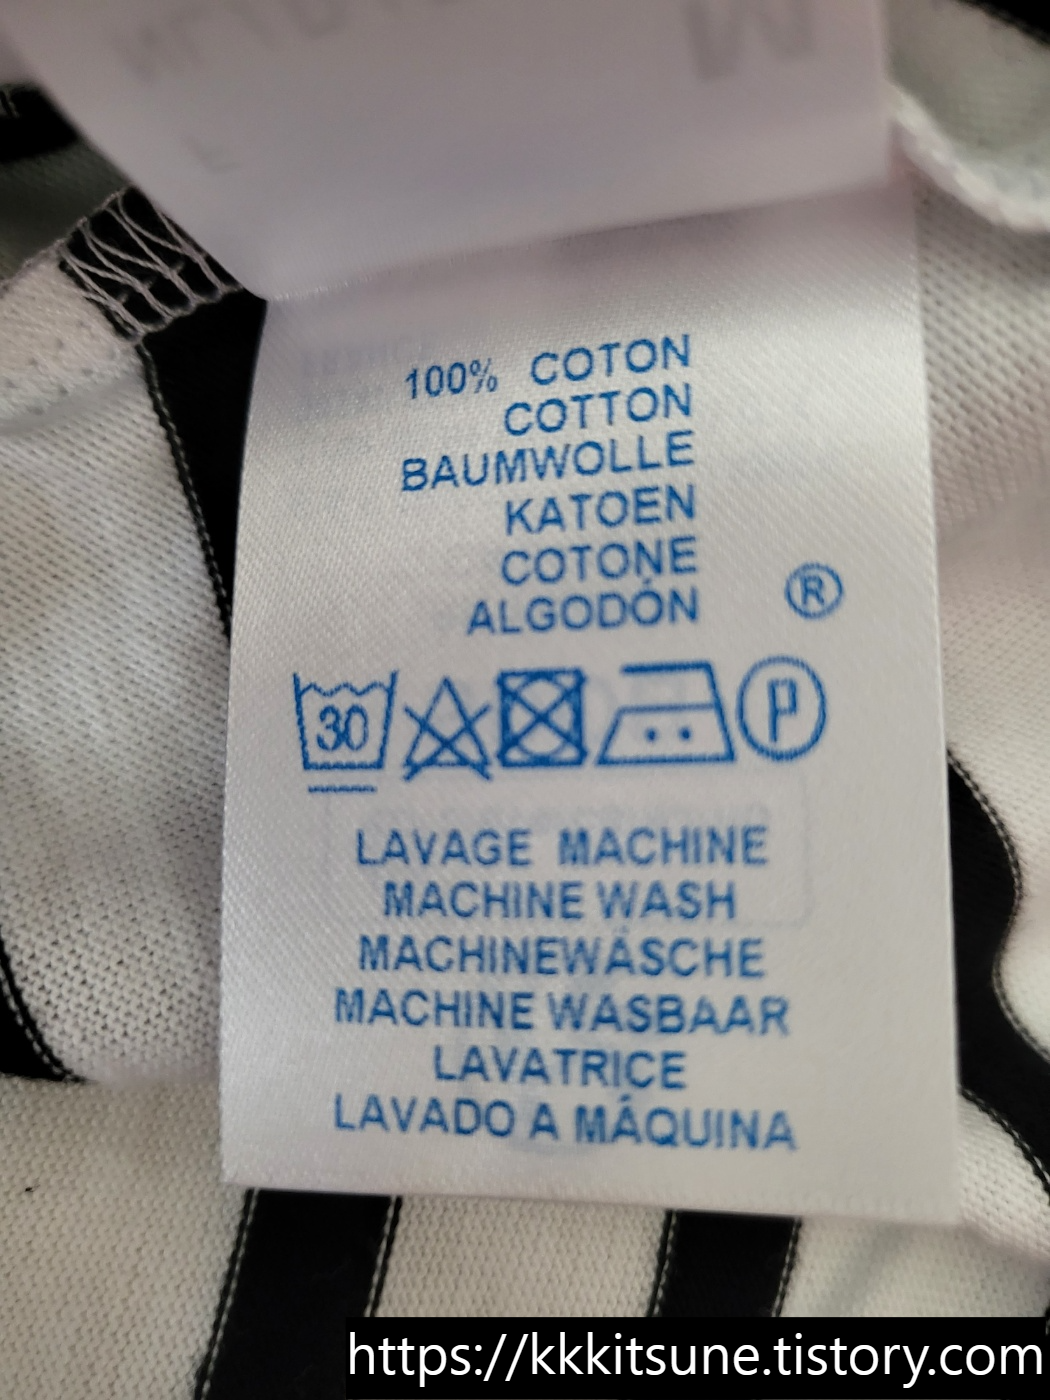 100% COTON
COTTON
BAUMWOLLE
KATOEN
COTONE
ALGODÓN
®
30
P
LAVAGE MACHINE
MACHINE WASH
MACHINEWÄSCHE
MACHINE WASBAAR
LAVATRICE
LAVADO A MÁQUINA
https://kkkitsune.tistory.com